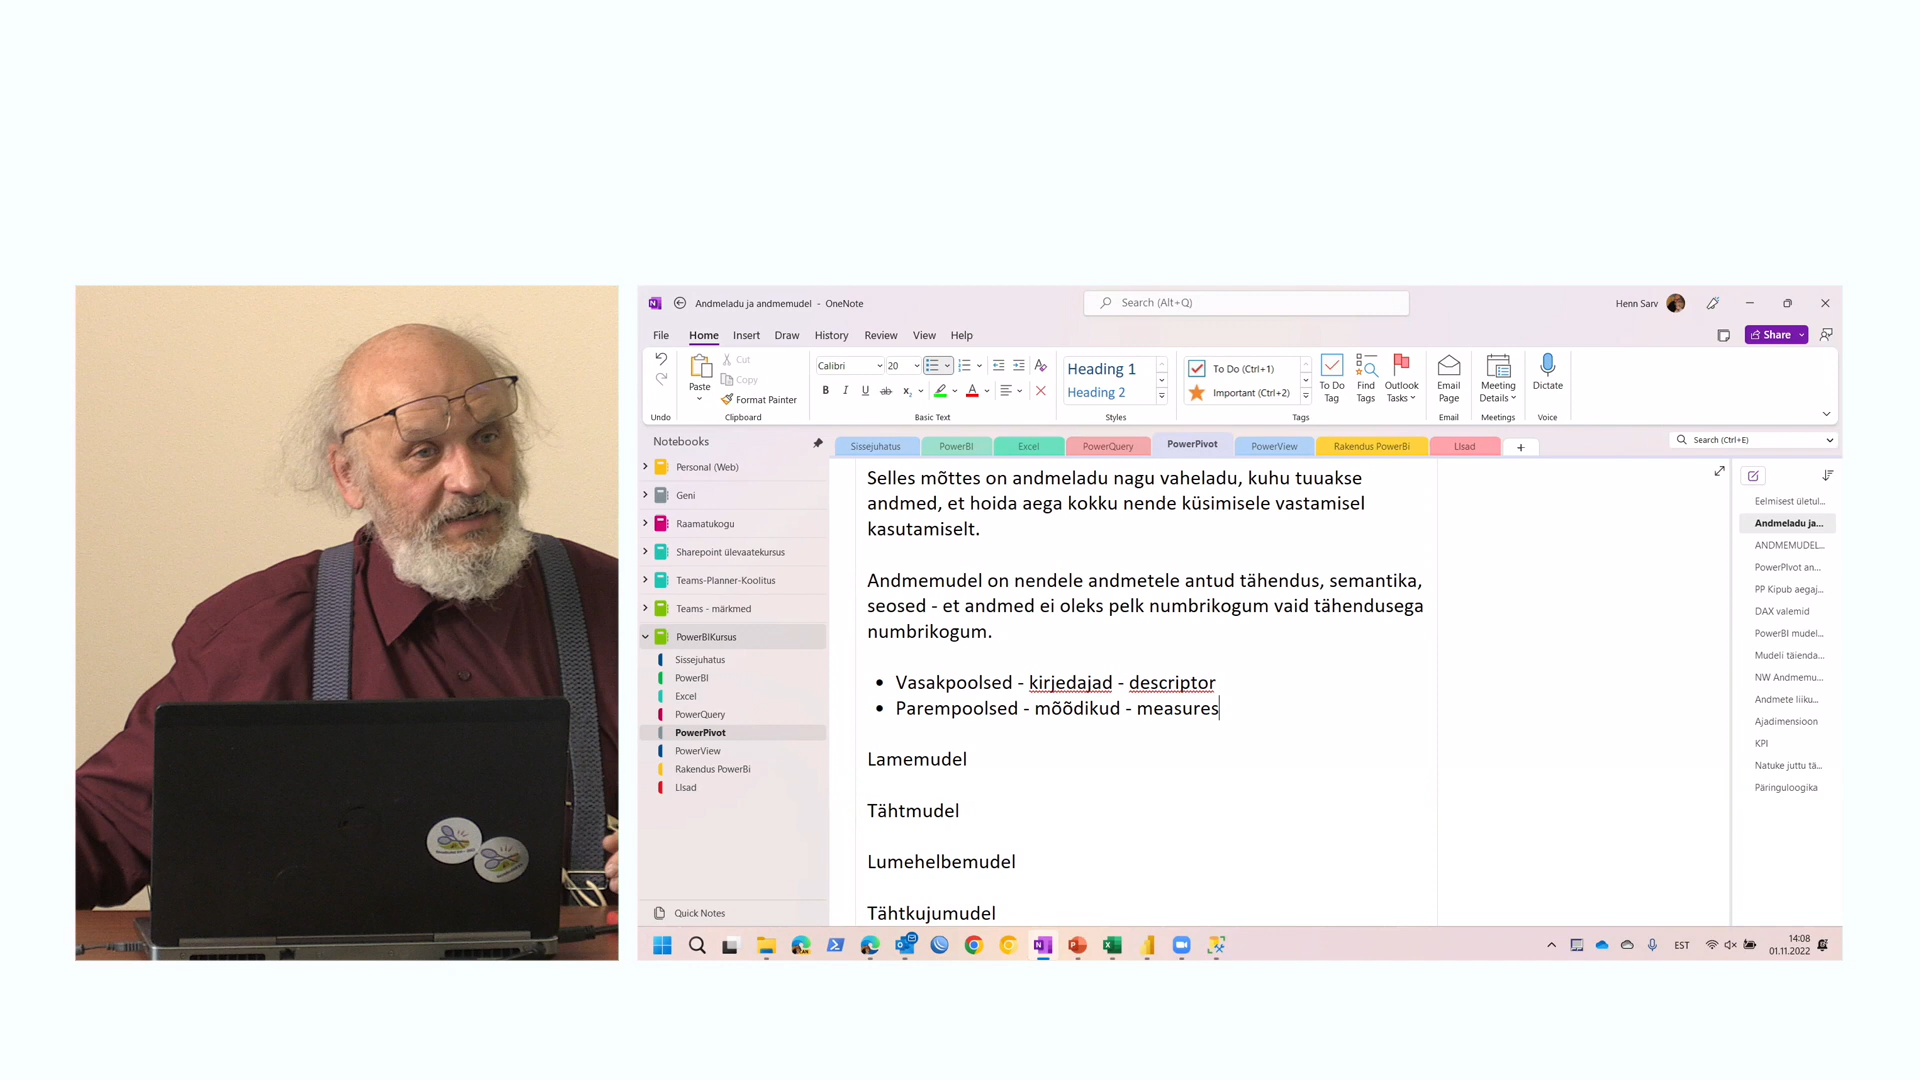 Andmeladu ja andmemudel - OneNote
Search (Alt+Q)
Henn Sarv
File Home Insert Draw History Review View Help
Share
Undo
Paste
Cut
Copy
Format Painter
Clipboard
Calibri 20
Basic Text
Heading 1
Heading 2
Styles
To Do (Ctrl+1)
Important (Ctrl+2)
Tags
To Do Tag
Find Tags
Outlook Tasks
Email Page
Email
Meeting Details
Meetings
Dictate
Voice
Notebooks
Sissejuhatus PowerBI Excel PowerQuery PowerPivot PowerView Rakendus PowerBi LIsad +
Search (Ctrl+E)
Personal (Web)
Geni
Raamatukogu
Sharepoint ülevaatekursus
Teams-Planner-Koolitus
Teams - märkmed
PowerBIKursus
Sissejuhatus
PowerBI
Excel
PowerQuery
PowerPivot
PowerView
Rakendus PowerBi
LIsad
Quick Notes
Selles mõttes on andmeladu nagu vaheladu, kuhu tuuakse
andmed, et hoida aega kokku nende küsimisele vastamisel
kasutamiselt.
Andmemudel on nendele andmetele antud tähendus, semantika,
seosed - et andmed ei oleks pelk numbrikogum vaid tähendusega
numbrikogum.
• Vasakpoolsed - kirjedajad - descriptor
• Parempoolsed - mõõdikud - measures
Lamemudel
Tähtmudel
Lumehelbemudel
Tähtkujumudel
Eelmisest ületul...
Andmeladu ja...
ANDMEMUDEL...
PowerPIvot an...
PP Kipub aegaj...
DAX valemid
PowerBI mudel...
Mudeli täienda...
NW Andmemu...
Andmete liiku...
Ajadimensioon
KPI
Natuke juttu tä...
Päringuloogika
EST
14:08
01.11.2022